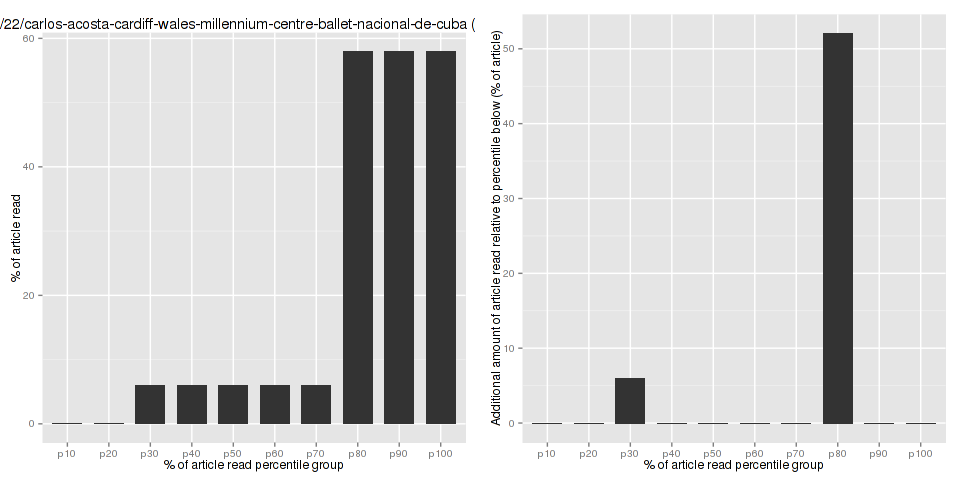 /22/carlos-acosta-cardiff-wales-millennium-centre-ballet-nacional-de-cuba (
% of article read
60
40
20
0
p10 p20 p30 p40 p50 p60 p70 p80 p90 p100
% of article read percentile group
Additional amount of article read relative to percentile below (% of article)
50
40
30
20
10
0
p10 p20 p30 p40 p50 p60 p70 p80 p90 p100
% of article read percentile group